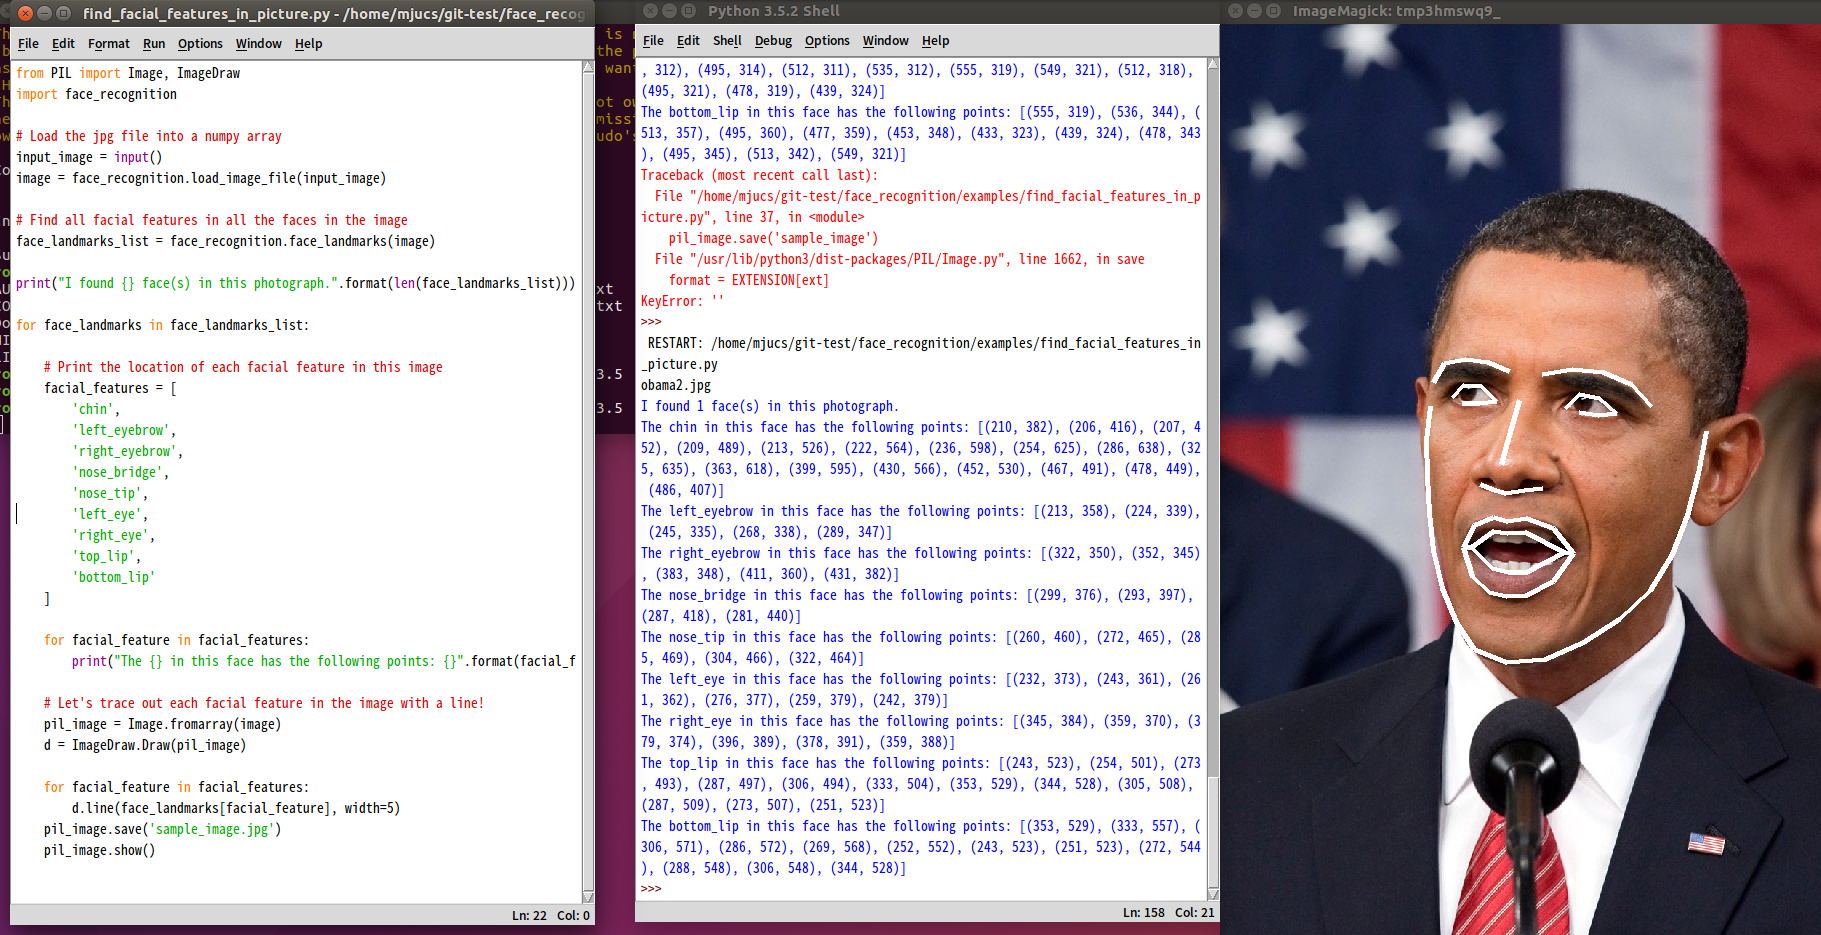 find_facial_features_in_picture.py - /home/mjucs/git-test/face_recog
File Edit Format Run Options Window Help
from PIL import Image, ImageDraw
import face_recognition
# Load the jpg file into a numpy array
input_image = input()
image = face_recognition.load_image_file(input_image)
# Find all facial features in all the faces in the image
face_landmarks_list = face_recognition.face_landmarks(image)
print("I found {} face(s) in this photograph.".format(len(face_landmarks_list)))
for face_landmarks in face_landmarks_list:
# Print the location of each facial feature in this image
facial_features = [
'chin',
'left_eyebrow',
'right_eyebrow',
'nose_bridge',
'nose_tip',
'left_eye',
'right_eye',
'top_lip',
'bottom_lip'
]
for facial_feature in facial_features:
print("The {} in this face has the following points: {}".format(facial_f
# Let's trace out each facial feature in the image with a line!
pil_image = Image.fromarray(image)
d = ImageDraw.Draw(pil_image)
for facial_feature in facial_features:
d.line(face_landmarks[facial_feature], width=5)
pil_image.save('sample_image.jpg')
pil_image.show()
Ln: 22 Col: 0
is
the
want
ot ow
missi
udo's
xt
txt
3.5
3.5
Python 3.5.2 Shell
File Edit Shell Debug Options Window Help
, 312), (495, 314), (512, 311), (535, 312), (555, 319), (549, 321), (512, 318),
(495, 321), (478, 319), (439, 324)]
The bottom_lip in this face has the following points: [(555, 319), (536, 344), (
513, 357), (495, 360), (477, 359), (453, 348), (433, 323), (439, 324), (478, 343
), (495, 345), (513, 342), (549, 321)]
Traceback (most recent call last):
File "/home/mjucs/git-test/face_recognition/examples/find_facial_features_in_p
icture.py", line 37, in <module>
pil_image.save('sample_image')
File "/usr/lib/python3/dist-packages/PIL/Image.py", line 1662, in save
format = EXTENSION[ext]
KeyError: ''
>>>
RESTART: /home/mjucs/git-test/face_recognition/examples/find_facial_features_in
_picture.py
obama2.jpg
I found 1 face(s) in this photograph.
The chin in this face has the following points: [(210, 382), (206, 416), (207, 4
52), (209, 489), (213, 526), (222, 564), (236, 598), (254, 625), (286, 638), (32
5, 635), (363, 618), (399, 595), (430, 566), (452, 530), (467, 491), (478, 449),
(486, 407)]
The left_eyebrow in this face has the following points: [(213, 358), (224, 339),
(245, 335), (268, 338), (289, 347)]
The right_eyebrow in this face has the following points: [(322, 350), (352, 345)
, (383, 348), (411, 360), (431, 382)]
The nose_bridge in this face has the following points: [(299, 376), (293, 397),
(287, 418), (281, 440)]
The nose_tip in this face has the following points: [(260, 460), (272, 465), (28
5, 469), (304, 466), (322, 464)]
The left_eye in this face has the following points: [(232, 373), (243, 361), (26
1, 362), (276, 377), (259, 379), (242, 379)]
The right_eye in this face has the following points: [(345, 384), (359, 370), (3
79, 374), (396, 389), (378, 391), (359, 388)]
The top_lip in this face has the following points: [(243, 523), (254, 501), (273
, 493), (287, 497), (306, 494), (333, 504), (353, 529), (344, 528), (305, 508),
(287, 509), (273, 507), (251, 523)]
The bottom_lip in this face has the following points: [(353, 529), (333, 557), (
306, 571), (286, 572), (269, 568), (252, 552), (243, 523), (251, 523), (272, 544
), (288, 548), (306, 548), (344, 528)]
>>>
Ln: 158 Col: 21
ImageMagick: tmp3hmswq9_